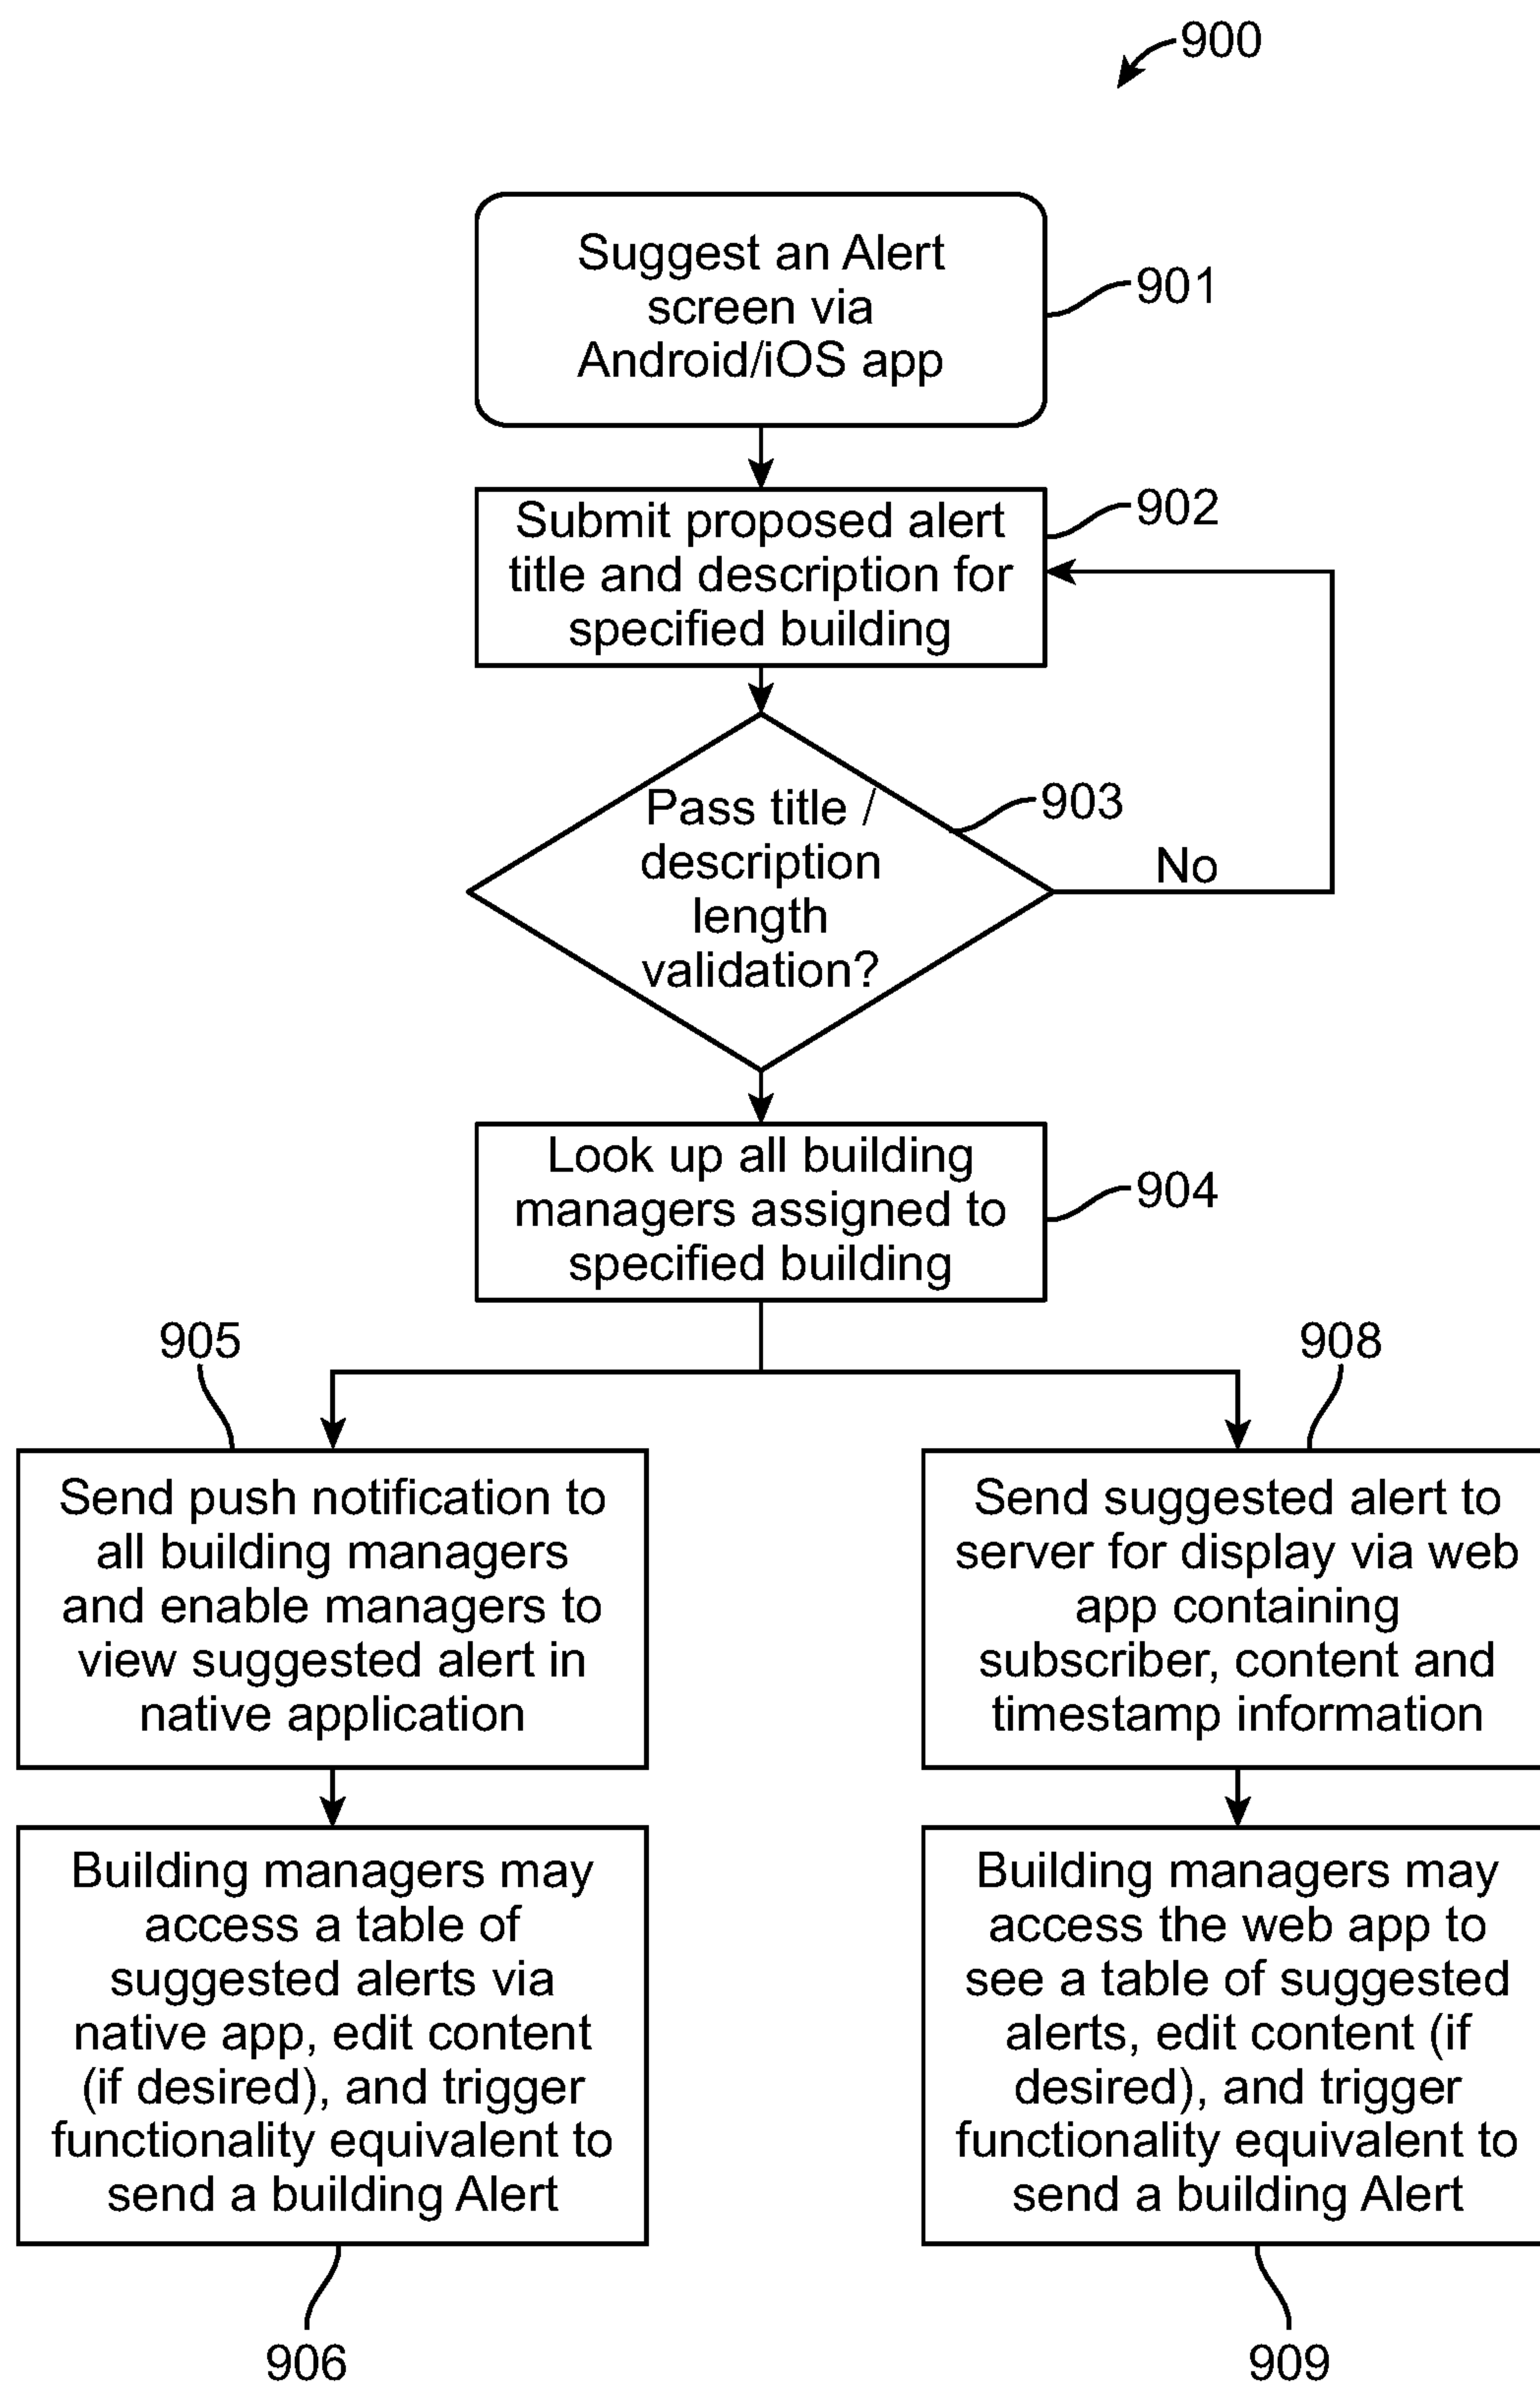 900
Suggest an Alert
screen via
Android/iOS app
901
Submit proposed alert
title and description for
specified building
902
Pass title /
description
length
validation?
903
No
Look up all building
managers assigned to
specified building
904
905
Send push notification to
all building managers
and enable managers to
view suggested alert in
native application
908
Send suggested alert to
server for display via web
app containing
subscriber, content and
timestamp information
Building managers may
access a table of
suggested alerts via
native app, edit content
(if desired), and trigger
functionality equivalent to
send a building Alert
906
Building managers may
access the web app to
see a table of suggested
alerts, edit content (if
desired), and trigger
functionality equivalent to
send a building Alert
909